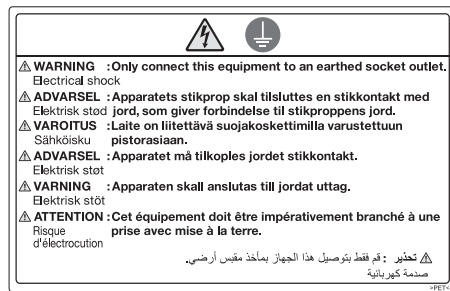 ⚠ WARNING : Only connect this equipment to an earthed socket outlet.
Electrical shock
⚠ ADVARSEL : Apparatets stikprop skal tilsluttes en stikkontakt med
Elektrisk stød jord, som giver forbindelse til stikproppens jord.
⚠ VAROITUS : Laite on liitettävä suojakoskettimilla varustettuun
Sähköisku pistorasiaan.
⚠ ADVARSEL : Apparatet må tilkoples jordet stikkontakt.
Elektrisk støt
⚠ VARNING : Apparaten skall anslutas till jordat uttag.
Elektrisk stöt
⚠ ATTENTION : Cet équipement doit être impérativement branché à une
Risque prise avec mise à la terre.
d'électrocution
⚠ تحذير : قم فقط بتوصيل هذا الجهاز بمأخذ مقبس أرضي.
صدمة كهربائية
>PET<